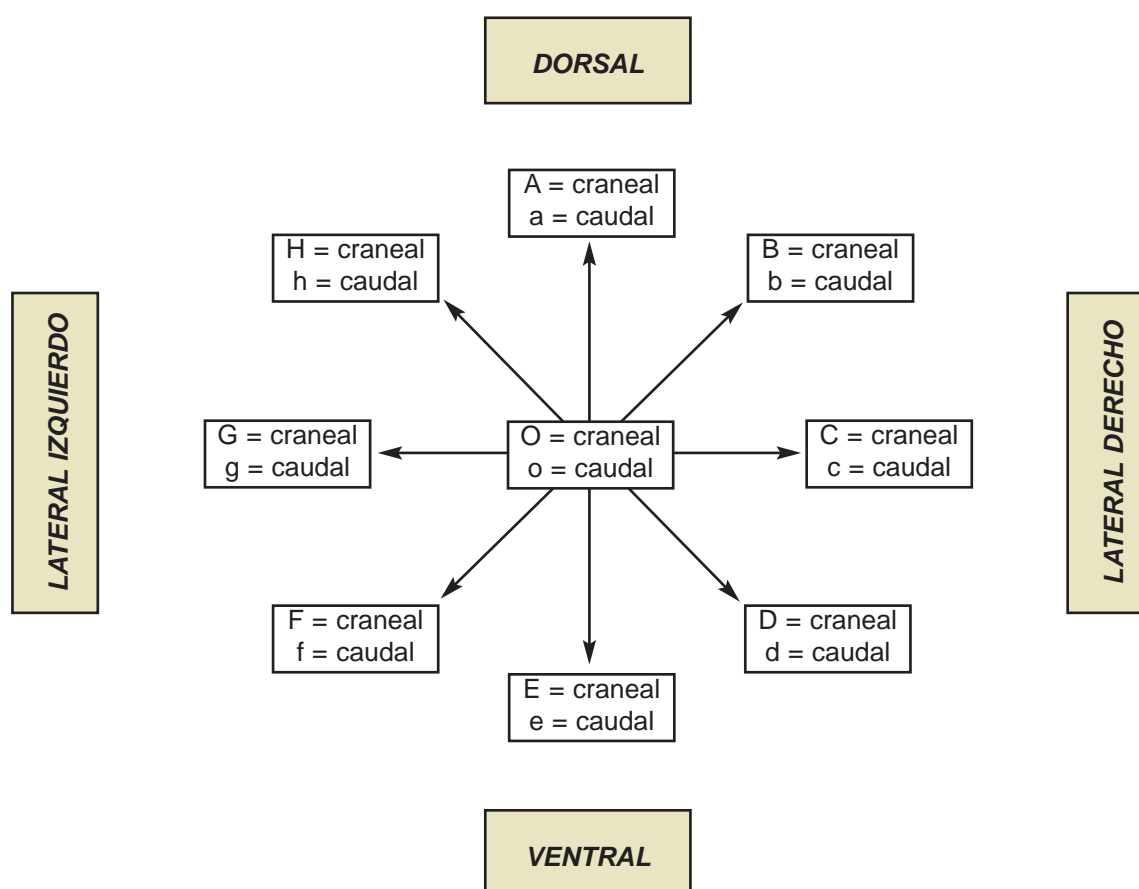 DORSAL
A = craneal
a = caudal
H = craneal
h = caudal
B = craneal
b = caudal
LATERAL IZQUIERDO
G = craneal
g = caudal
O = craneal
o = caudal
C = craneal
c = caudal
LATERAL DERECHO
F = craneal
f = caudal
D = craneal
d = caudal
E = craneal
e = caudal
VENTRAL